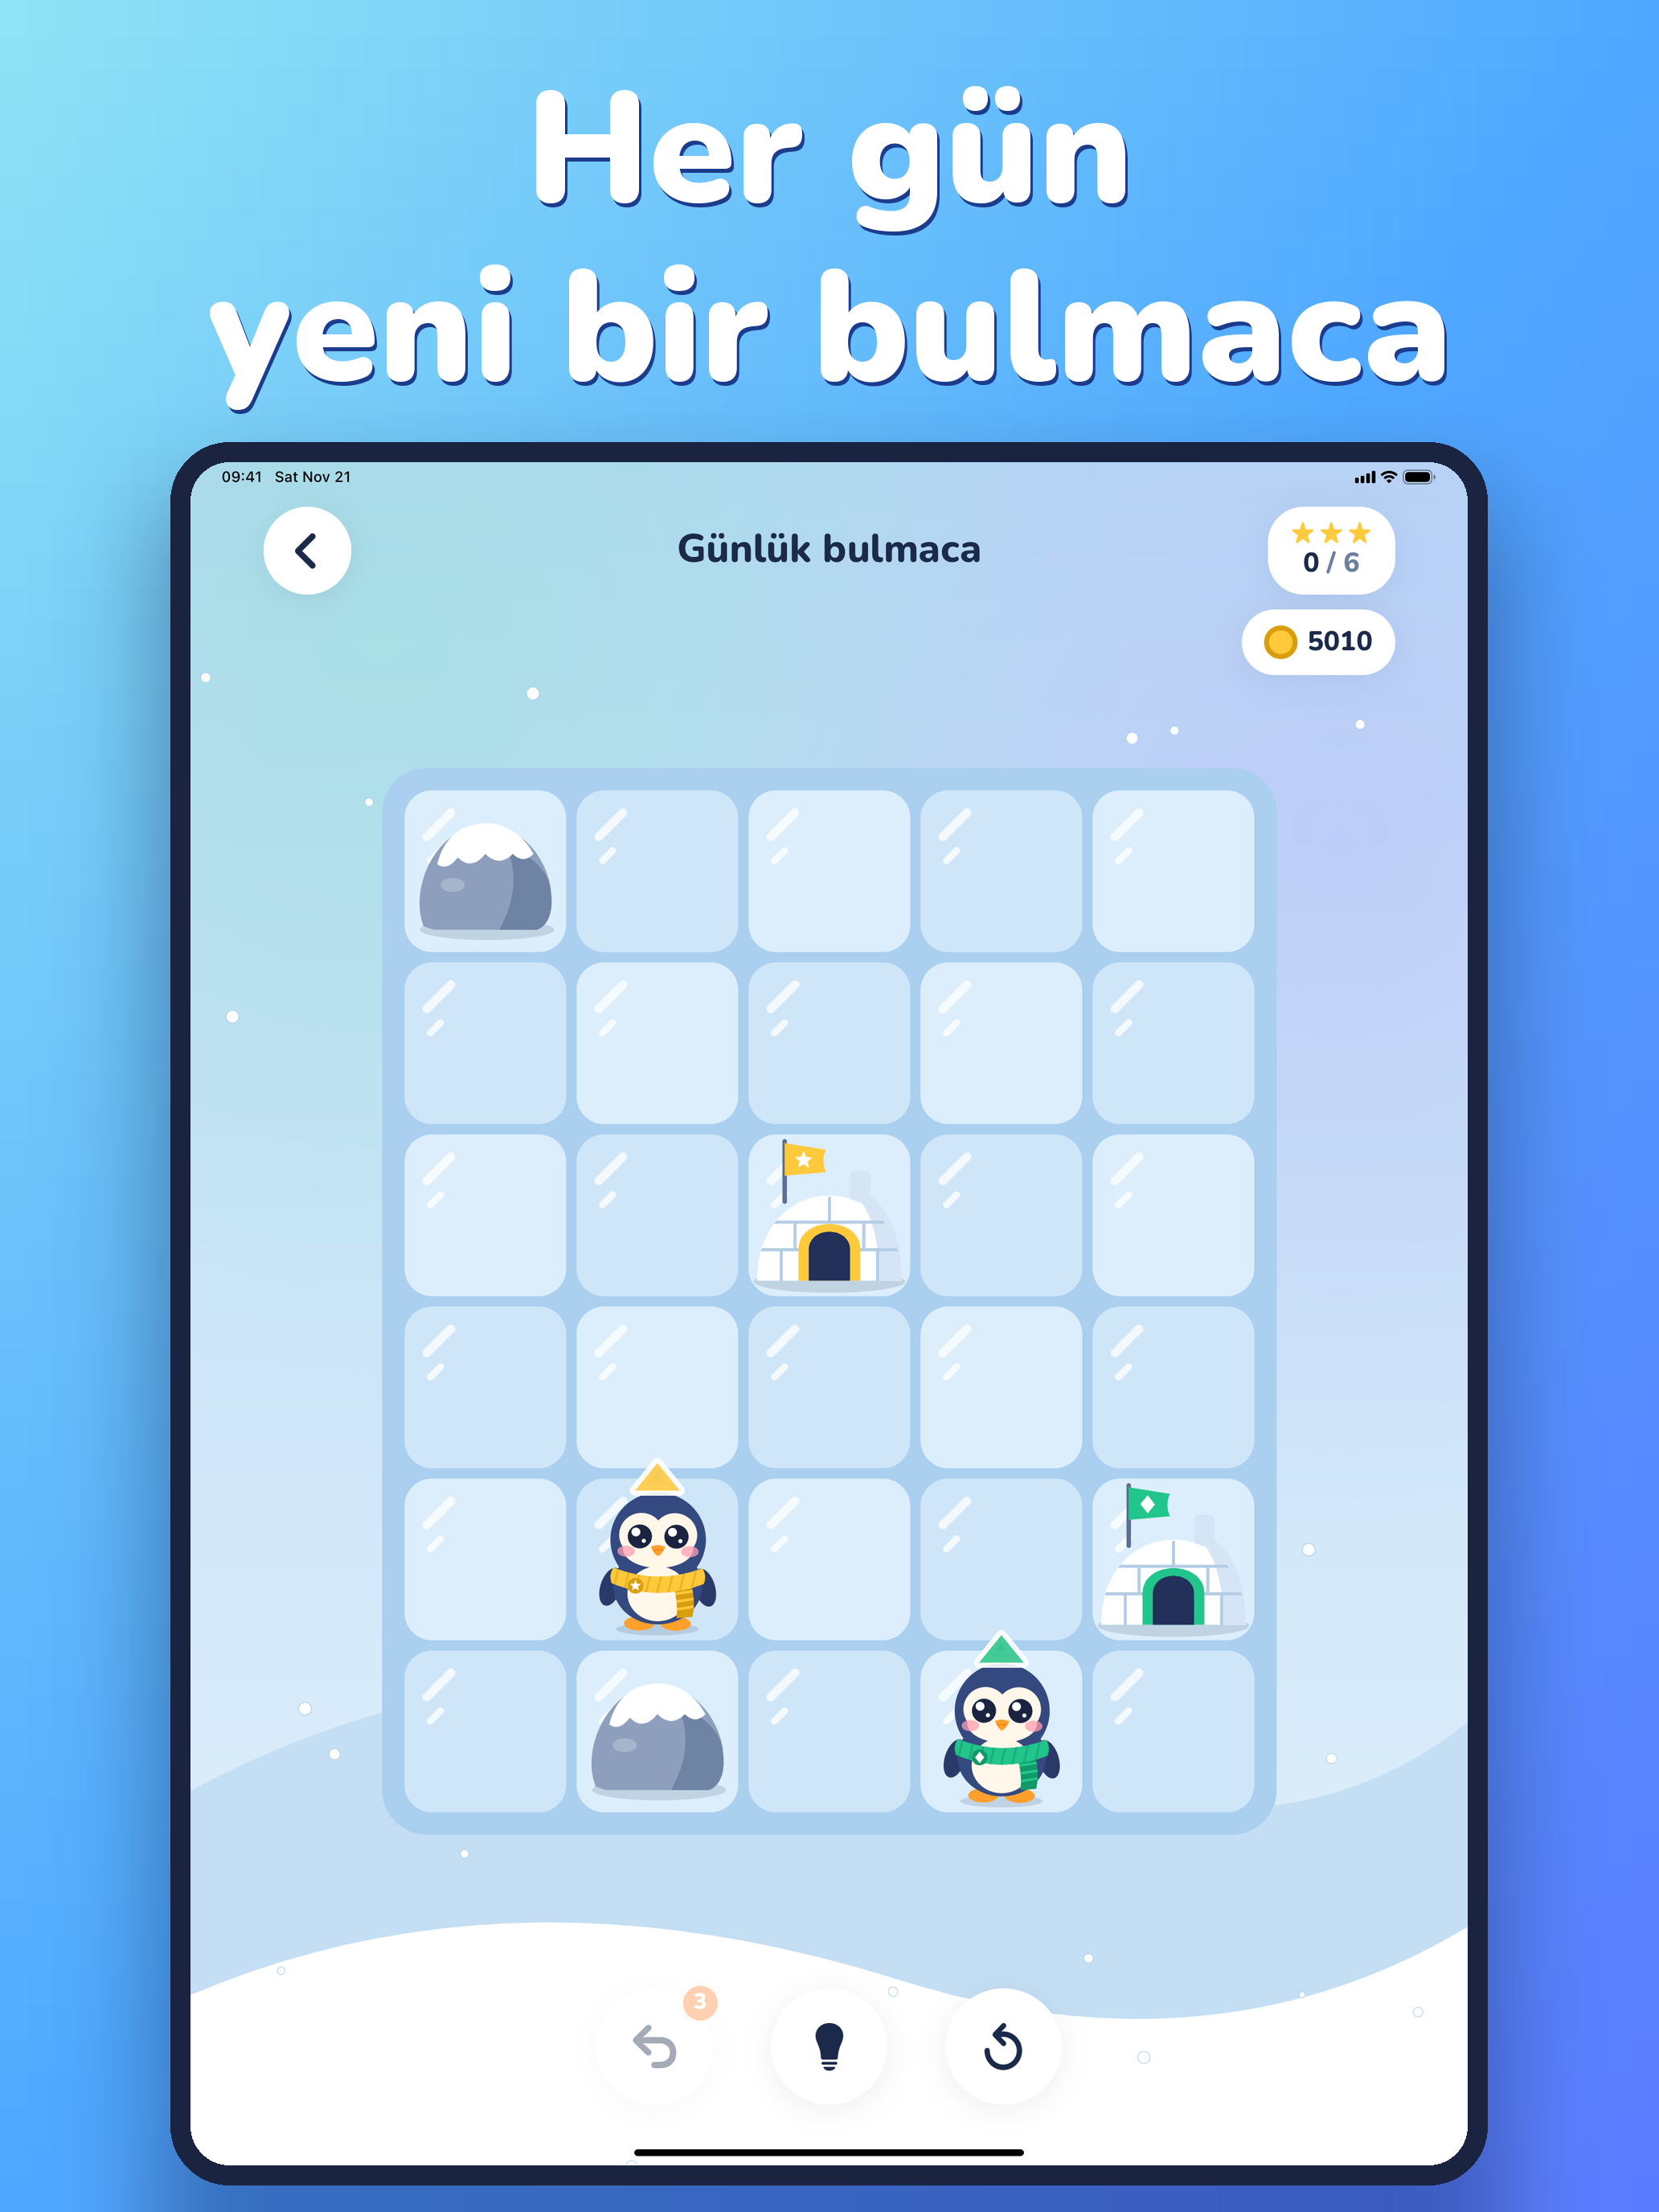 Her gün
yeni bir bulmaca
09:41 Sat Nov 21
Günlük bulmaca
0 / 6
5010
3